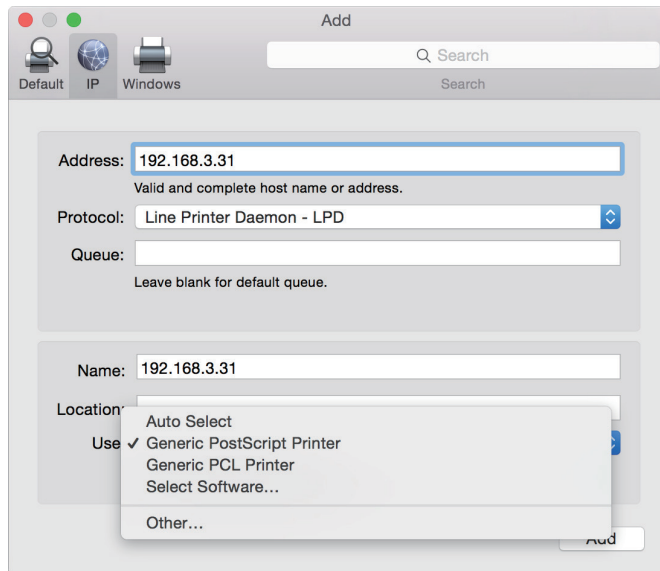 Add
Search
Default IP Windows
Search
Address: 192.168.3.31
Valid and complete host name or address.
Protocol: Line Printer Daemon - LPD
Queue:
Leave blank for default queue.
Name: 192.168.3.31
Location:
Auto Select
Use ✓ Generic PostScript Printer
Generic PCL Printer
Select Software...
Other...
Add